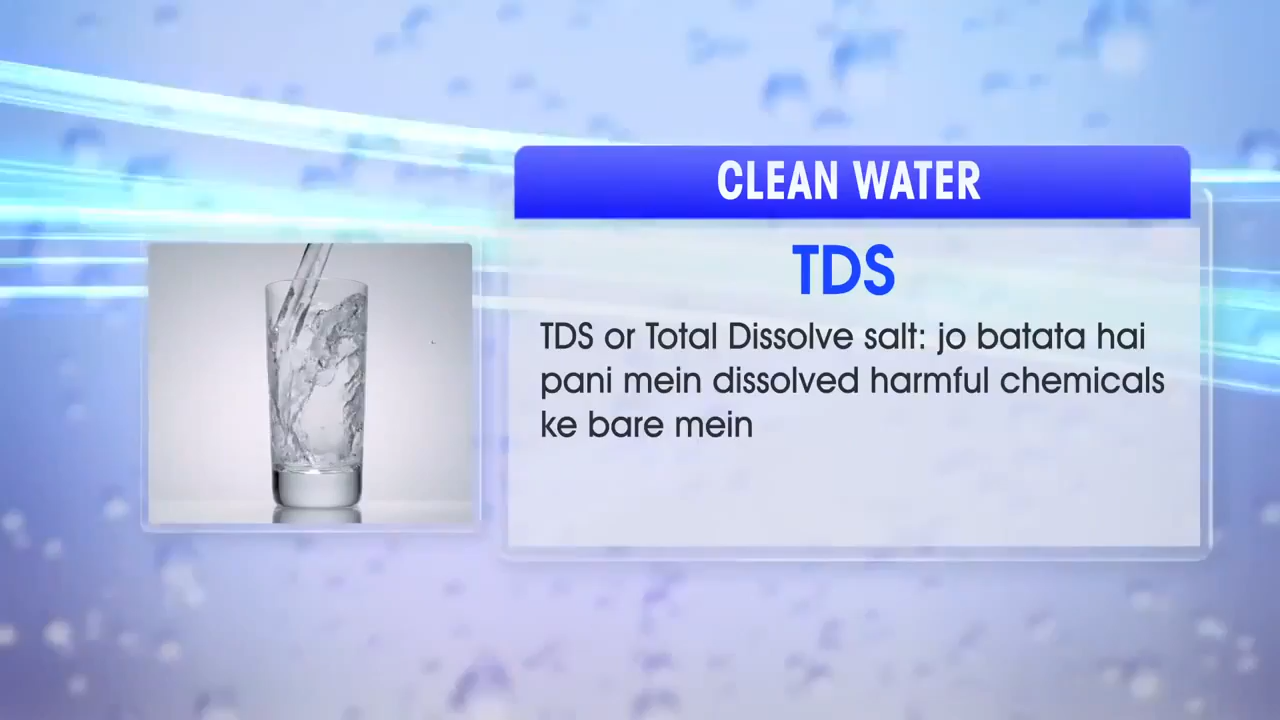 CLEAN WATER
TDS
TDS or Total Dissolve salt: jo batata hai
pani mein dissolved harmful chemicals
ke bare mein